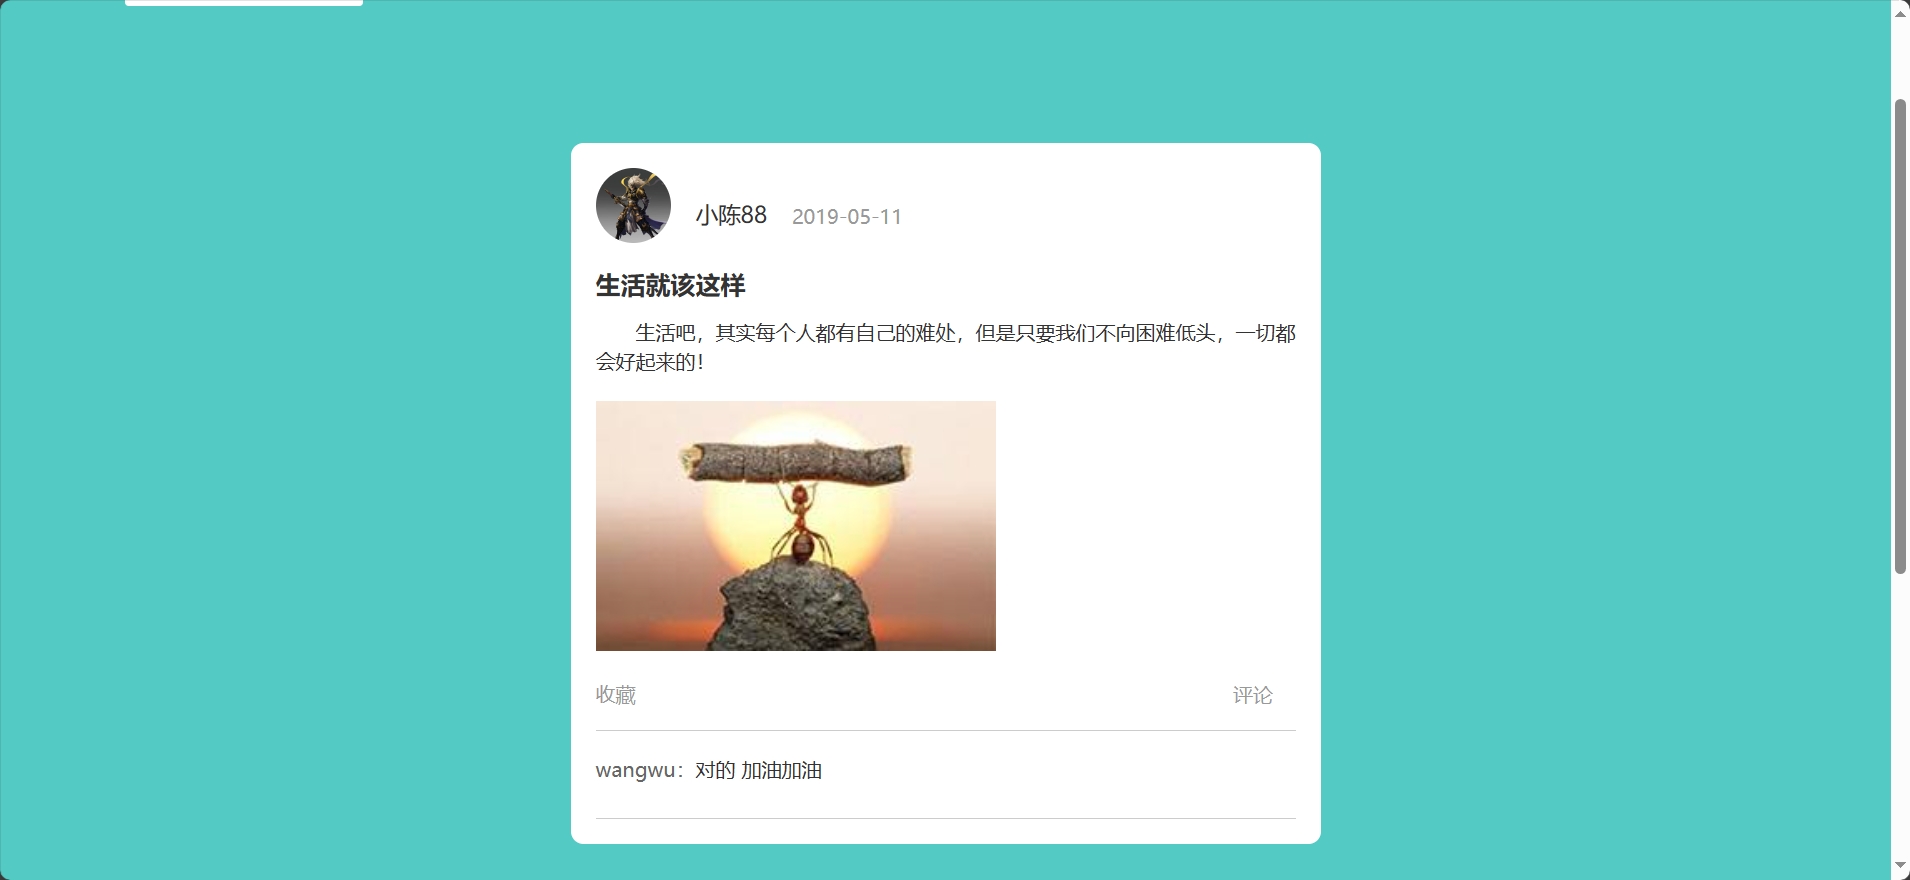 小陈88 2019-05-11
生活就该这样
生活吧，其实每个人都有自己的难处，但是只要我们不向困难低头，一切都
会好起来的！
收藏 评论
wangwu：对的 加油加油